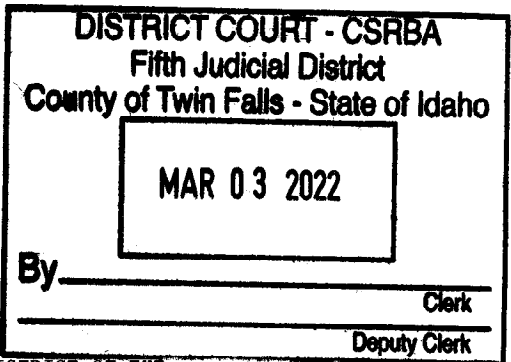 DISTRICT COURT - CSRBA
Fifth Judicial District
County of Twin Falls - State of Idaho
MAR 03 2022
By
Clerk
Deputy Clerk